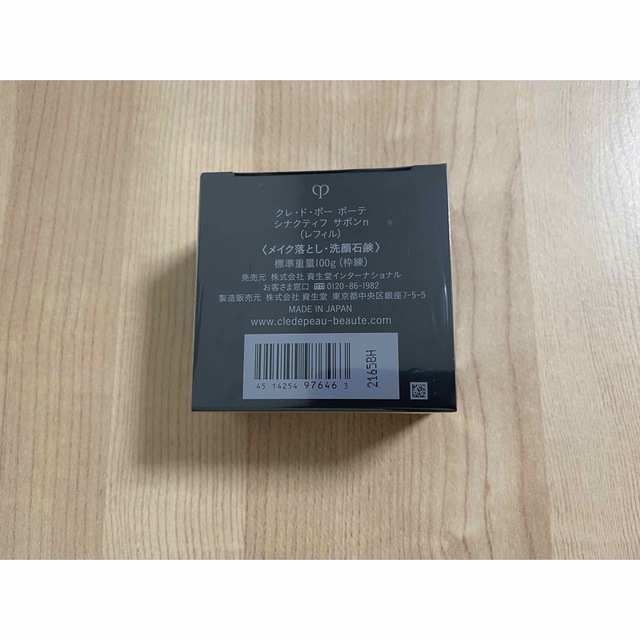 クレ・ド・ポー ボーテ
シナクティフ サボンn
(レフィル)
〈メイク落とし・洗顔石鹸〉
標準重量100g (枠練)
発売元 株式会社 資生堂インターナショナル
お客さま窓口 0120-86-1982
製造販売元 株式会社 資生堂 東京都中央区銀座7-5-5
MADE IN JAPAN
www.cledepeau-beaute.com
4514254 976463
2165BH